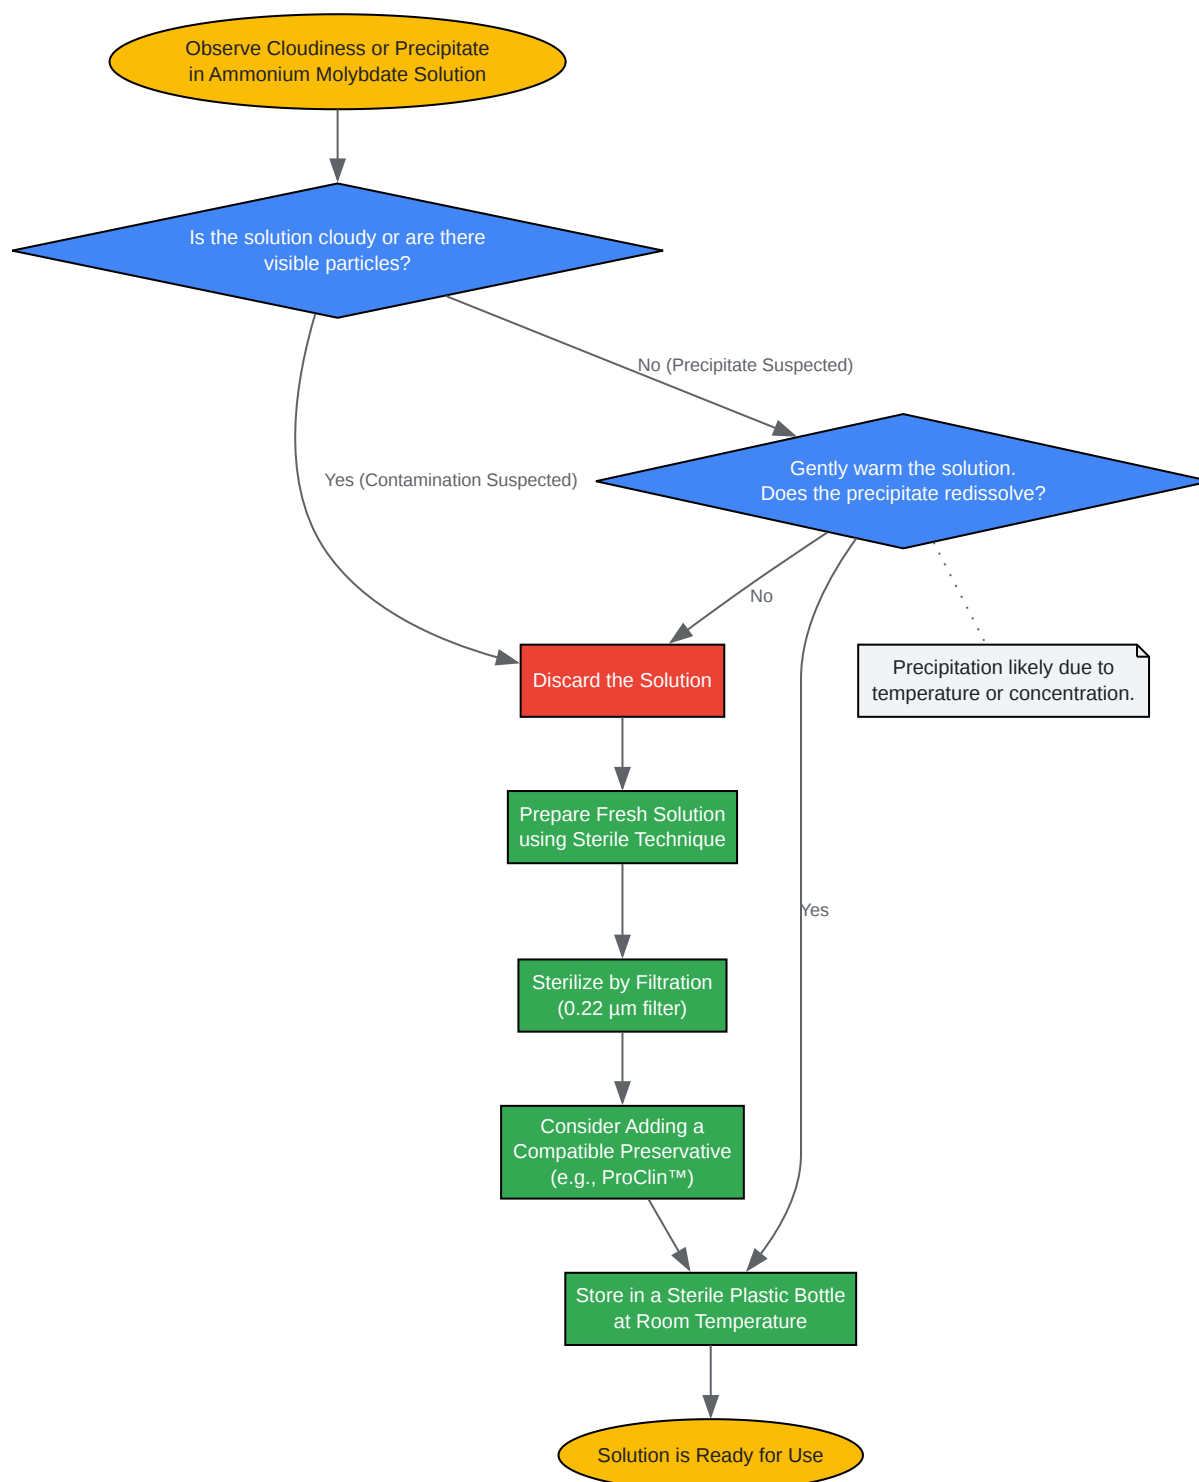 Observe Cloudiness or Precipitate
in Ammonium Molybdate Solution
Is the solution cloudy or are there
visible particles?
No (Precipitate Suspected)
Yes (Contamination Suspected)
Gently warm the solution.
Does the precipitate redissolve?
No
Discard the Solution
Precipitation likely due to
temperature or concentration.
Prepare Fresh Solution
using Sterile Technique
Yes
Sterilize by Filtration
(0.22 µm filter)
Consider Adding a
Compatible Preservative
(e.g., ProClin™)
Store in a Sterile Plastic Bottle
at Room Temperature
Solution is Ready for Use